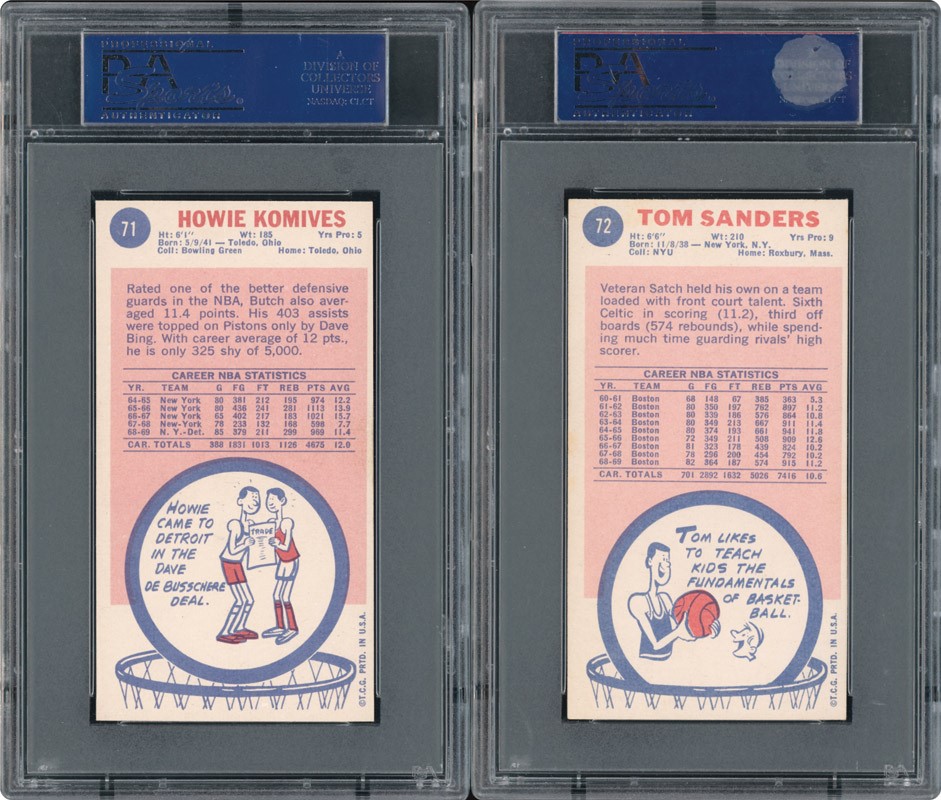 PROFESSIONAL
PSA
AUTHENTICATOR
A
DIVISION OF
COLLECTORS
UNIVERSE
NASDAQ: CLCT
71
HOWIE KOMIVES
Ht: 6'1" Wt: 185 Yrs Pro: 5
Born: 5/9/41 — Toledo, Ohio
Coll: Bowling Green Home: Toledo, Ohio
Rated one of the better defensive
guards in the NBA, Butch also aver-
aged 11.4 points. His 403 assists
were topped on Pistons only by Dave
Bing. With career average of 12 pts.,
he is only 325 shy of 5,000.
CAREER NBA STATISTICS
YR. TEAM G FG FT REB PTS AVG
64-65 New York 80 381 212 195 974 12.2
65-66 New York 80 436 241 281 1113 13.9
66-67 New York 65 402 217 183 1021 15.7
67-68 New-York 78 233 132 168 598 7.7
68-69 N. Y.-Det. 85 379 211 299 969 11.4
CAR. TOTALS 388 1831 1013 1126 4675 12.0
HOWIE
CAME TO
DETROIT
IN THE
DAVE
DE BUSSCHERE
DEAL.
TRADE
©T.C.G. PRTD. IN U.S.A.
PROFESSIONAL
PSA
AUTHENTICATOR
72
TOM SANDERS
Ht: 6'6" Wt: 210 Yrs Pro: 9
Born: 11/8/38 — New York, N.Y.
Coll: NYU Home: Roxbury, Mass.
Veteran Satch held his own on a team
loaded with front court talent. Sixth
Celtic in scoring (11.2), third off
boards (574 rebounds), while spend-
ing much time guarding rivals' high
scorer.
CAREER NBA STATISTICS
YR. TEAM G FG FT REB PTS AVG
60-61 Boston 68 148 67 385 363 5.3
61-62 Boston 80 350 197 762 897 11.2
62-63 Boston 80 339 186 576 864 10.8
63-64 Boston 80 349 213 667 911 11.4
64-65 Boston 80 374 193 661 941 11.8
65-66 Boston 72 349 211 508 909 12.6
66-67 Boston 81 323 178 439 824 10.2
67-68 Boston 78 296 200 454 792 10.2
68-69 Boston 82 364 187 574 915 11.2
CAR. TOTALS 701 2892 1632 5026 7416 10.6
TOM LIKES
TO TEACH
KIDS THE
FUNDAMENTALS
OF BASKET-
BALL.
©T.C.G. PRTD. IN U.S.A.